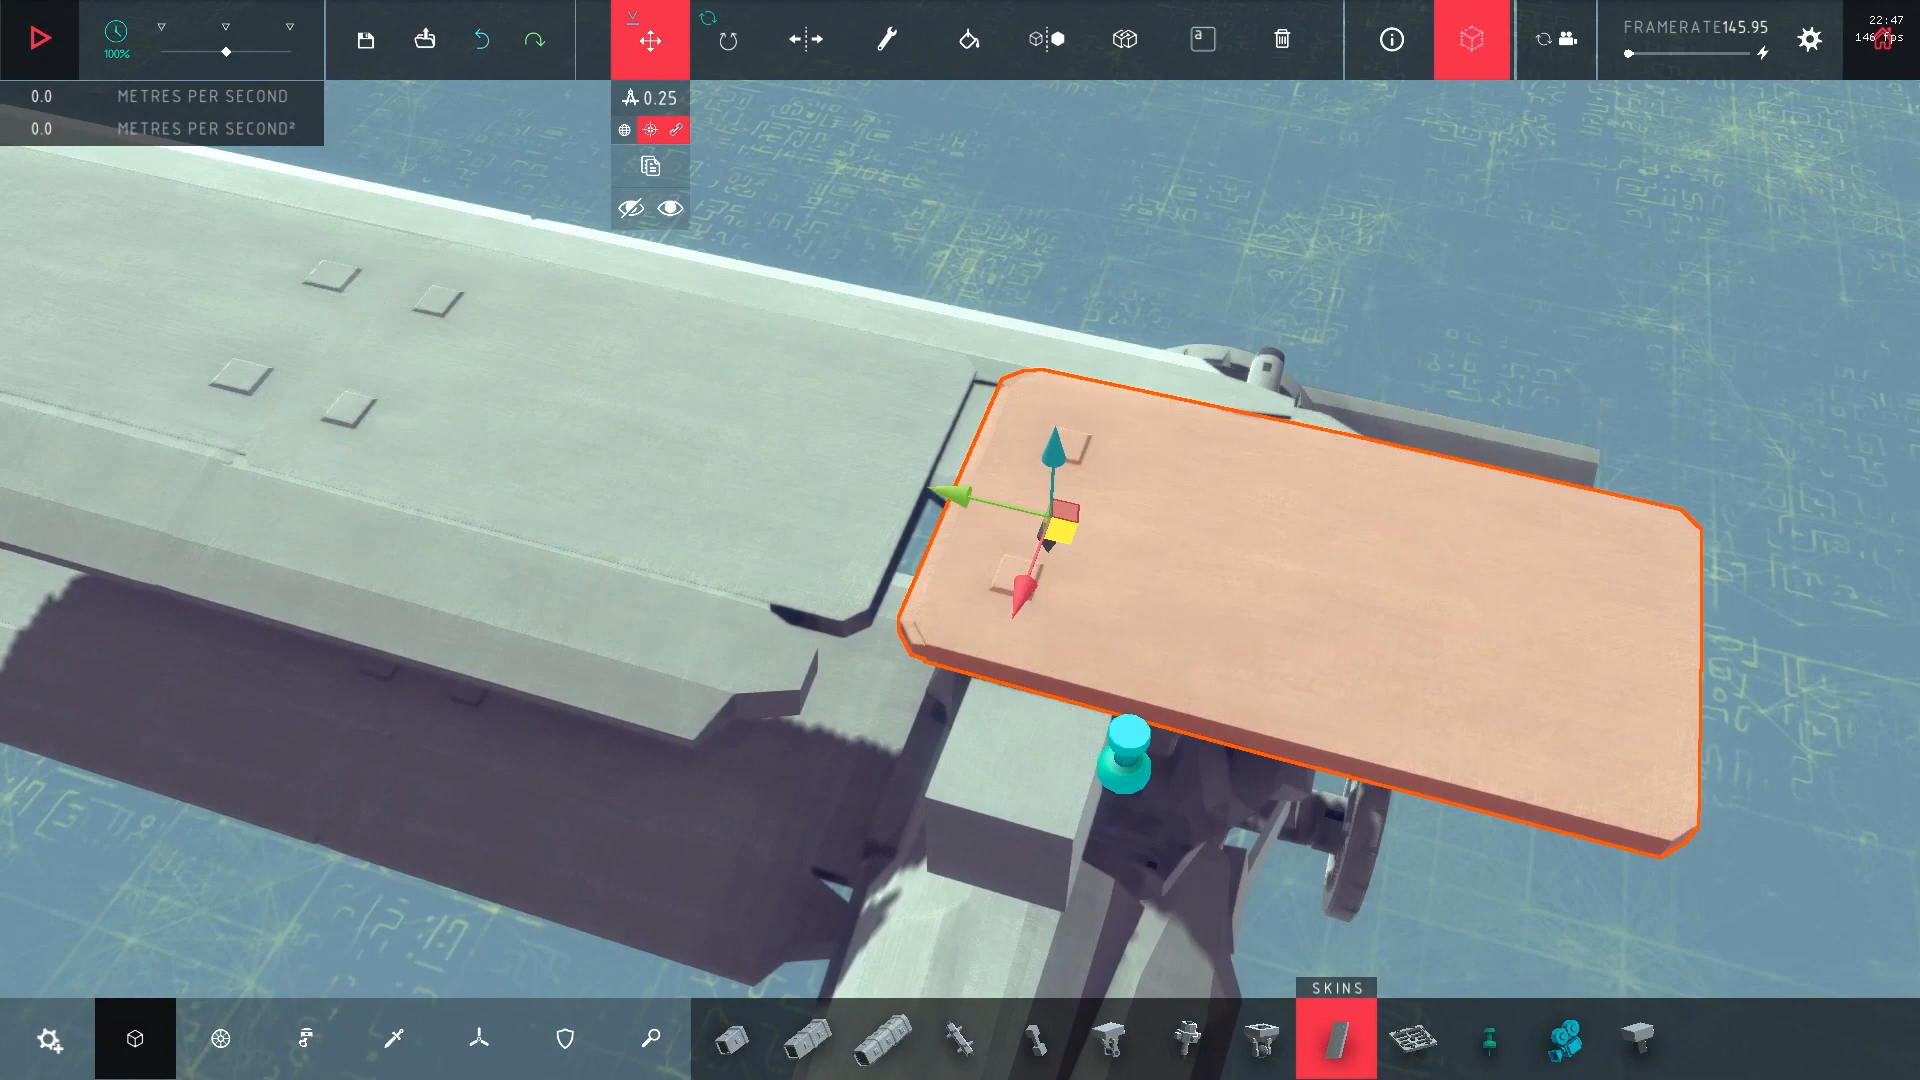 100%
FRAMERATE 145.95
22:47
146 fps
0.0 METRES PER SECOND
0.0 METRES PER SECOND²
0.25
a
SKINS